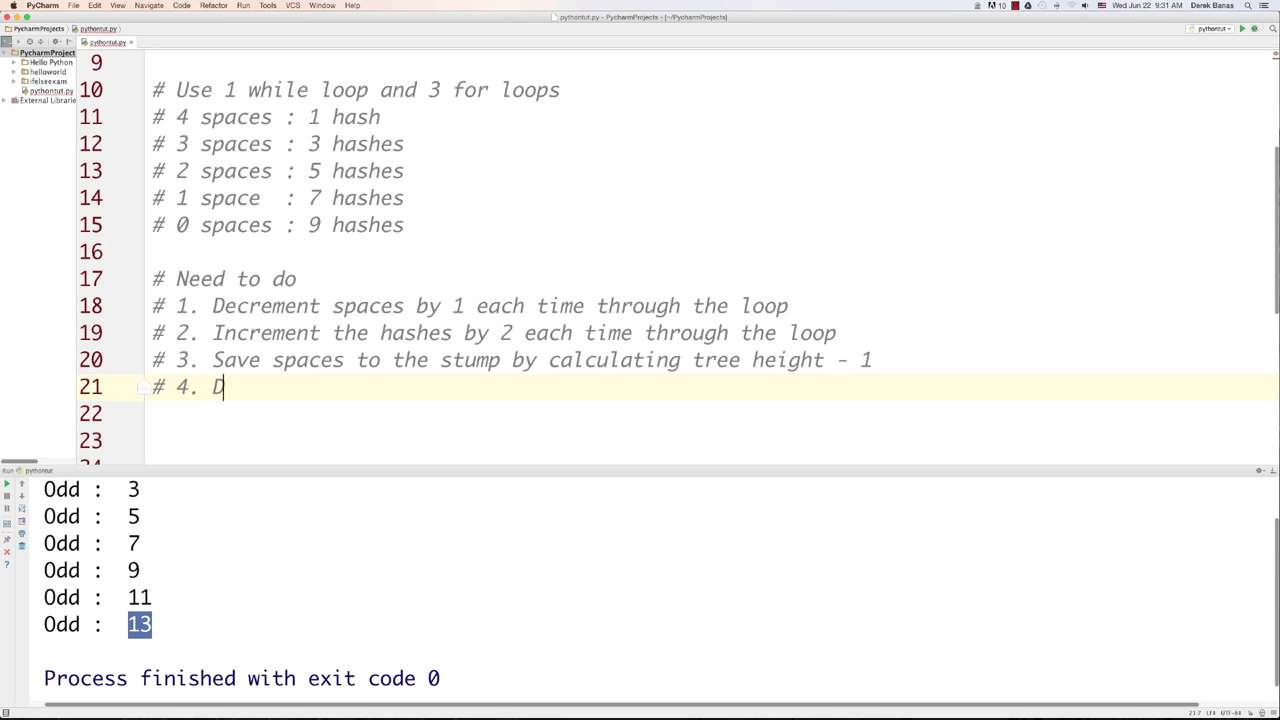 PyCharm File Edit View Navigate Code Refactor Run Tools VCS Window Help 10 Wed Jun 22 9:31 AM Derek Banas
pythontut.py - PycharmProjects - [~/PycharmProjects]
PycharmProjects pythontut.py pythontut
pythontut.py ×
PycharmProject
Hello Python
helloworld
ifelseexam
pythontut.py
External Librarie
9
10 # Use 1 while loop and 3 for loops
11 # 4 spaces : 1 hash
12 # 3 spaces : 3 hashes
13 # 2 spaces : 5 hashes
14 # 1 space  : 7 hashes
15 # 0 spaces : 9 hashes
16
17 # Need to do
18 # 1. Decrement spaces by 1 each time through the loop
19 # 2. Increment the hashes by 2 each time through the loop
20 # 3. Save spaces to the stump by calculating tree height - 1
21 # 4. D
22
23
Run pythontut
Odd :  3
Odd :  5
Odd :  7
Odd :  9
Odd :  11
Odd :  13
Process finished with exit code 0
21:7 LF÷ UTF-8÷